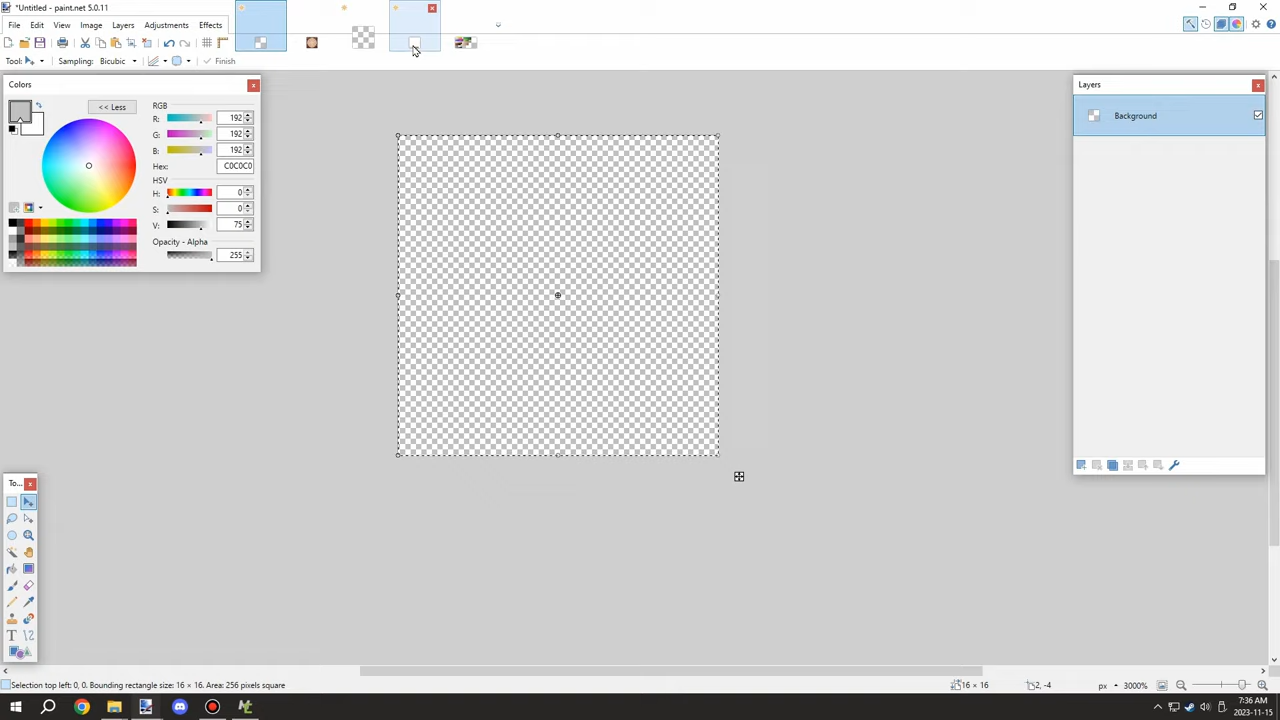 *Untitled - paint.net 5.0.11
File Edit View Image Layers Adjustments Effects
Tool: Sampling: Bicubic Finish
Colors
<< Less
RGB
R: 192
G: 192
B: 192
Hex: C0C0C0
HSV
H: 0
S: 0
V: 75
Opacity - Alpha
255
Layers
Background
To...
Selection top left: 0, 0. Bounding rectangle size: 16 × 16. Area: 256 pixels square
16 × 16
2, -4
px
3000%
7:36 AM
2023-11-15